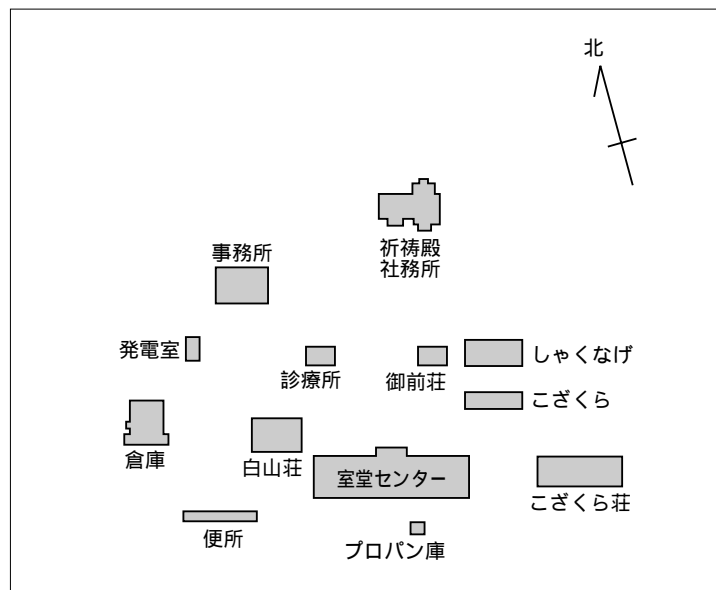 北
祈祷殿
社務所
事務所
発電室
診療所
御前荘
しゃくなげ
こざくら
倉庫
白山荘
室堂センター
こざくら荘
便所
プロパン庫